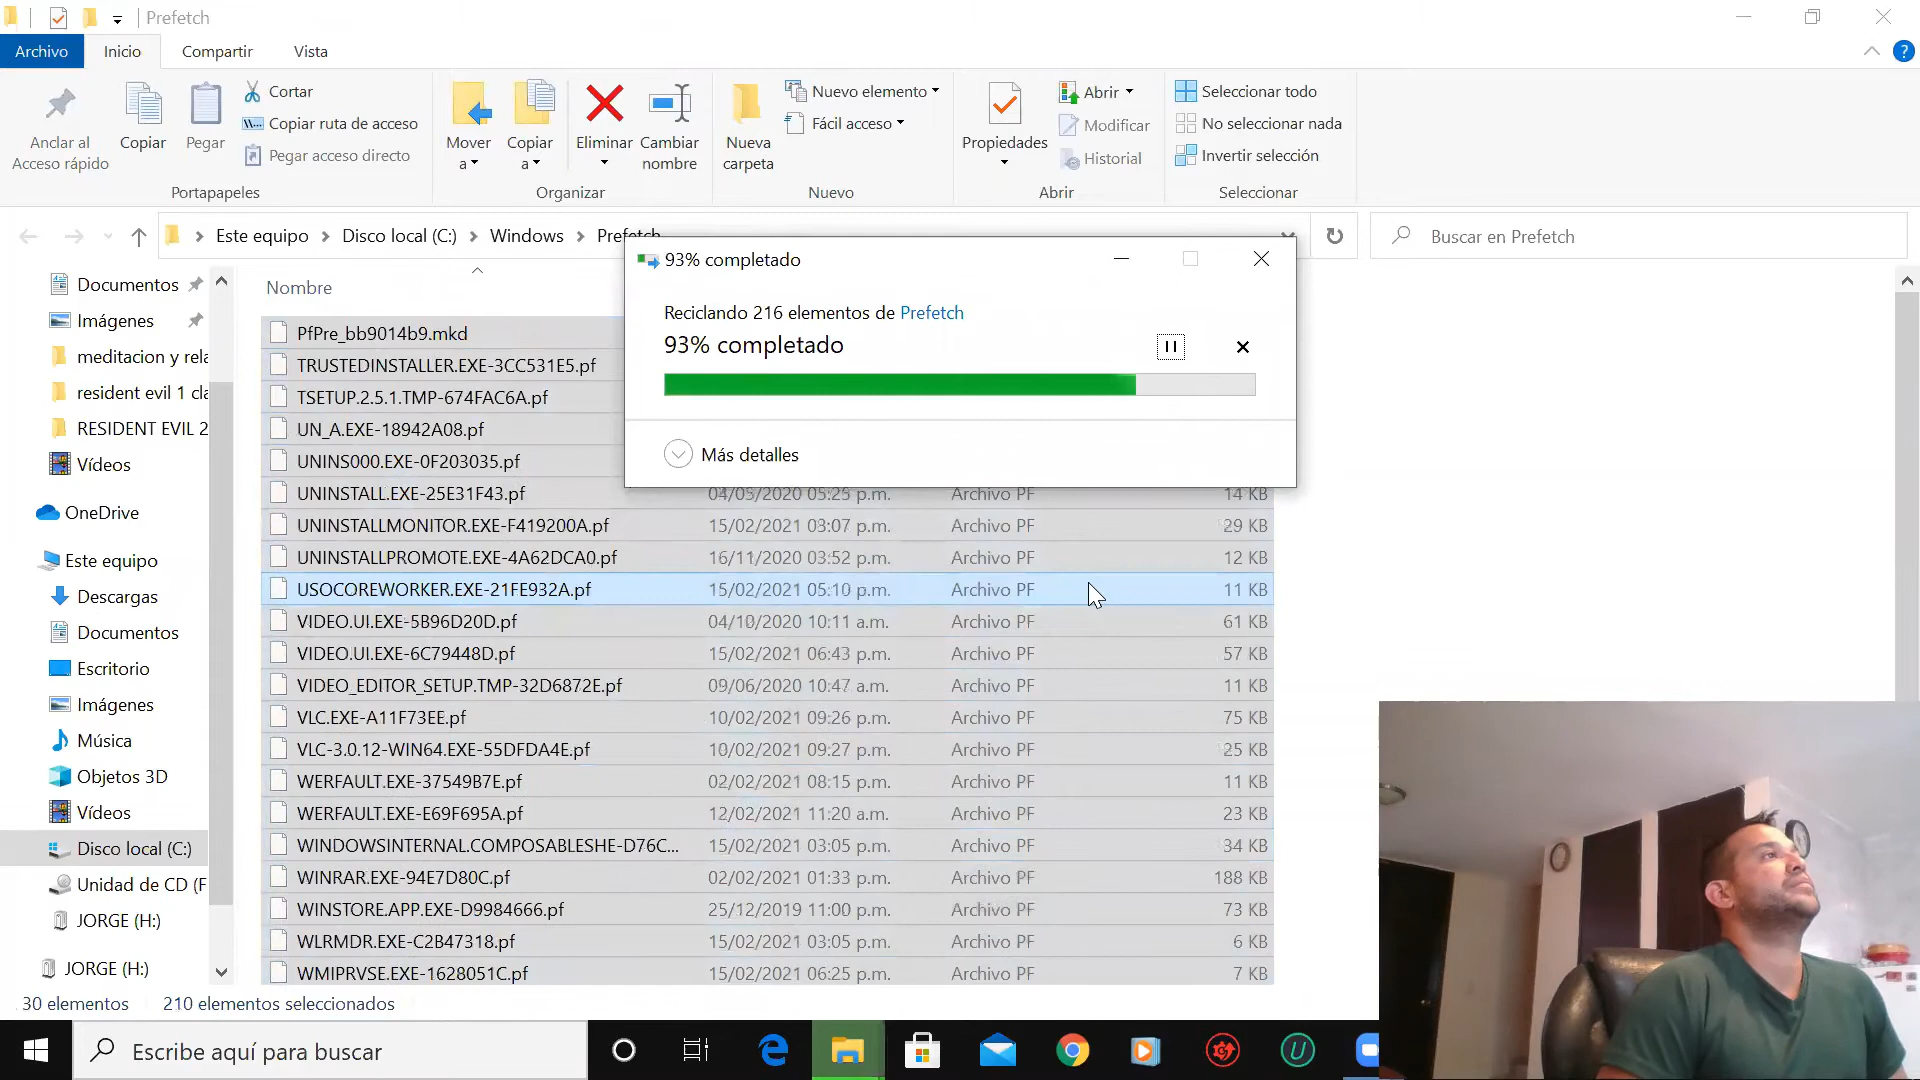 Prefetch
Archivo Inicio Compartir Vista
Anclar al Acceso rápido
Copiar
Pegar
Cortar
Copiar ruta de acceso
Pegar acceso directo
Portapapeles
Mover a
Copiar a
Eliminar
Cambiar nombre
Organizar
Nueva carpeta
Nuevo elemento
Fácil acceso
Nuevo
Propiedades
Abrir
Modificar
Historial
Abrir
Seleccionar todo
No seleccionar nada
Invertir selección
Seleccionar
Este equipo > Disco local (C:) > Windows > Prefetch
Buscar en Prefetch
93% completado
Reciclando 216 elementos de Prefetch
93% completado
Más detalles
Documentos
Imágenes
meditacion y rela
resident evil 1 cla
RESIDENT EVIL 2
Vídeos
OneDrive
Este equipo
Descargas
Documentos
Escritorio
Imágenes
Música
Objetos 3D
Vídeos
Disco local (C:)
Unidad de CD (F
JORGE (H:)
JORGE (H:)
Nombre
PfPre_bb9014b9.mkd
TRUSTEDINSTALLER.EXE-3CC531E5.pf
TSETUP.2.5.1.TMP-674FAC6A.pf
UN_A.EXE-18942A08.pf
UNINS000.EXE-0F203035.pf
UNINSTALL.EXE-25E31F43.pf 04/05/2020 05:25 p.m. Archivo PF 14 KB
UNINSTALLMONITOR.EXE-F419200A.pf 15/02/2021 03:07 p.m. Archivo PF 29 KB
UNINSTALLPROMOTE.EXE-4A62DCA0.pf 16/11/2020 03:52 p.m. Archivo PF 12 KB
USOCOREWORKER.EXE-21FE932A.pf 15/02/2021 05:10 p.m. Archivo PF 11 KB
VIDEO.UI.EXE-5B96D20D.pf 04/10/2020 10:11 a.m. Archivo PF 61 KB
VIDEO.UI.EXE-6C79448D.pf 15/02/2021 06:43 p.m. Archivo PF 57 KB
VIDEO_EDITOR_SETUP.TMP-32D6872E.pf 09/06/2020 10:47 a.m. Archivo PF 11 KB
VLC.EXE-A11F73EE.pf 10/02/2021 09:26 p.m. Archivo PF 75 KB
VLC-3.0.12-WIN64.EXE-55DFDA4E.pf 10/02/2021 09:27 p.m. Archivo PF 25 KB
WERFAULT.EXE-37549B7E.pf 02/02/2021 08:15 p.m. Archivo PF 11 KB
WERFAULT.EXE-E69F695A.pf 12/02/2021 11:20 a.m. Archivo PF 23 KB
WINDOWSINTERNAL.COMPOSABLESHE-D76C... 15/02/2021 03:05 p.m. Archivo PF 34 KB
WINRAR.EXE-94E7D80C.pf 02/02/2021 01:33 p.m. Archivo PF 188 KB
WINSTORE.APP.EXE-D9984666.pf 25/12/2019 11:00 p.m. Archivo PF 73 KB
WLRMDR.EXE-C2B47318.pf 15/02/2021 03:05 p.m. Archivo PF 6 KB
WMIPRVSE.EXE-1628051C.pf 15/02/2021 06:25 p.m. Archivo PF 7 KB
30 elementos 210 elementos seleccionados
Escribe aquí para buscar